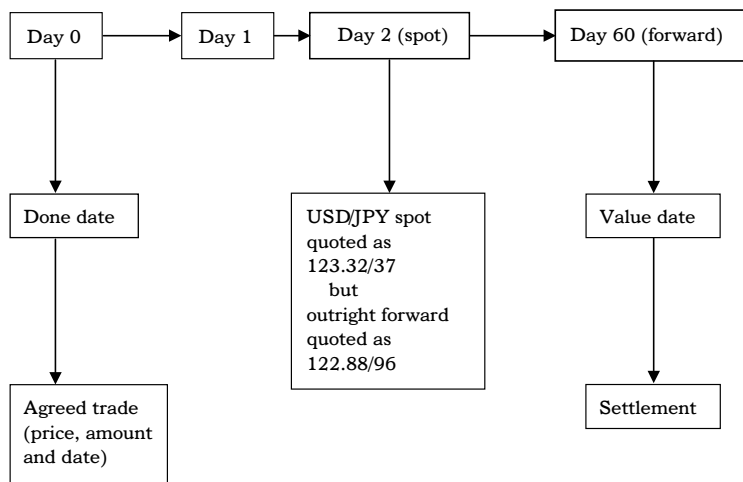 Day 0
Day 1
Day 2 (spot)
Day 60 (forward)
Done date
USD/JPY spot
quoted as
123.32/37
but
outright forward
quoted as
122.88/96
Value date
Agreed trade
(price, amount
and date)
Settlement